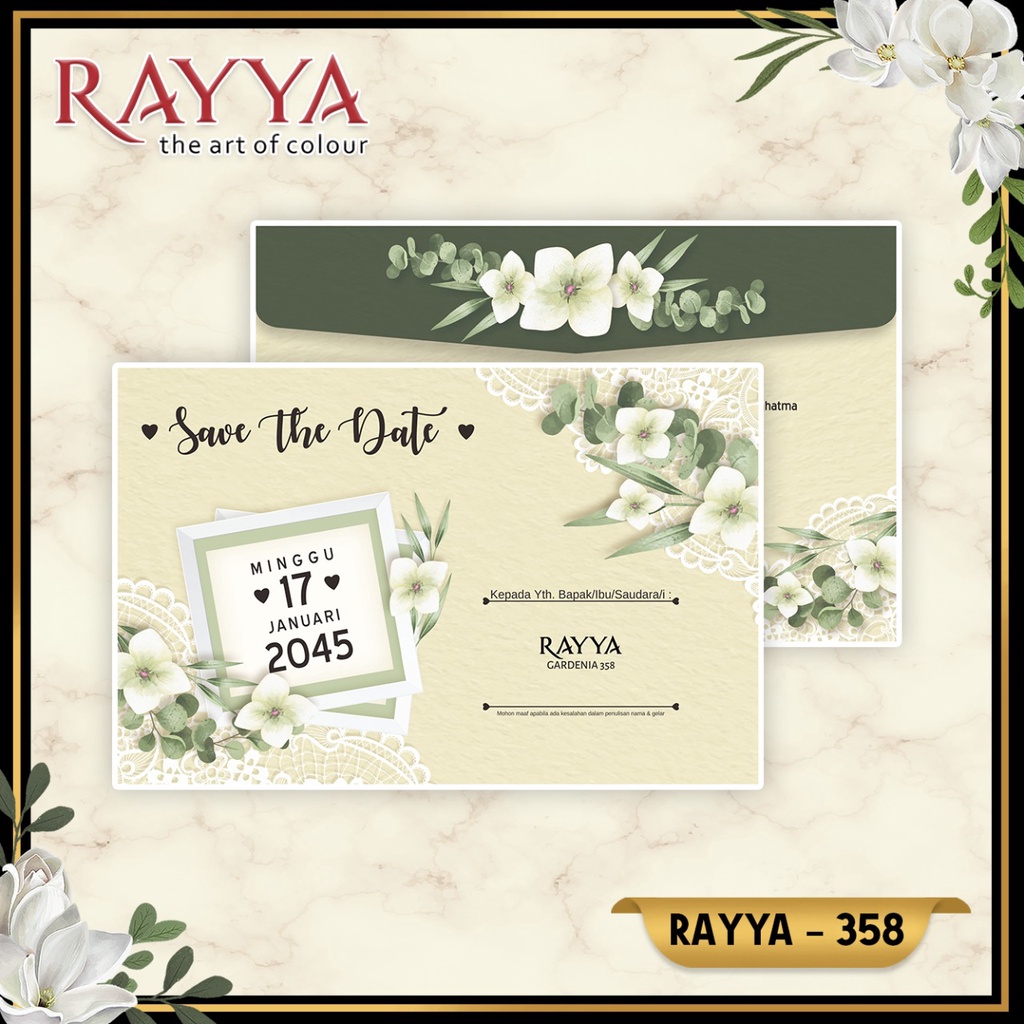 RAYYA
the art of colour
hatma
Save the Date
MINGGU
17
JANUARI
2045
Kepada Yth. Bapak/Ibu/Saudara/i :
RAYYA
GARDENIA 358
Mohon maaf apabila ada kesalahan dalam penulisan nama & gelar
RAYYA – 358